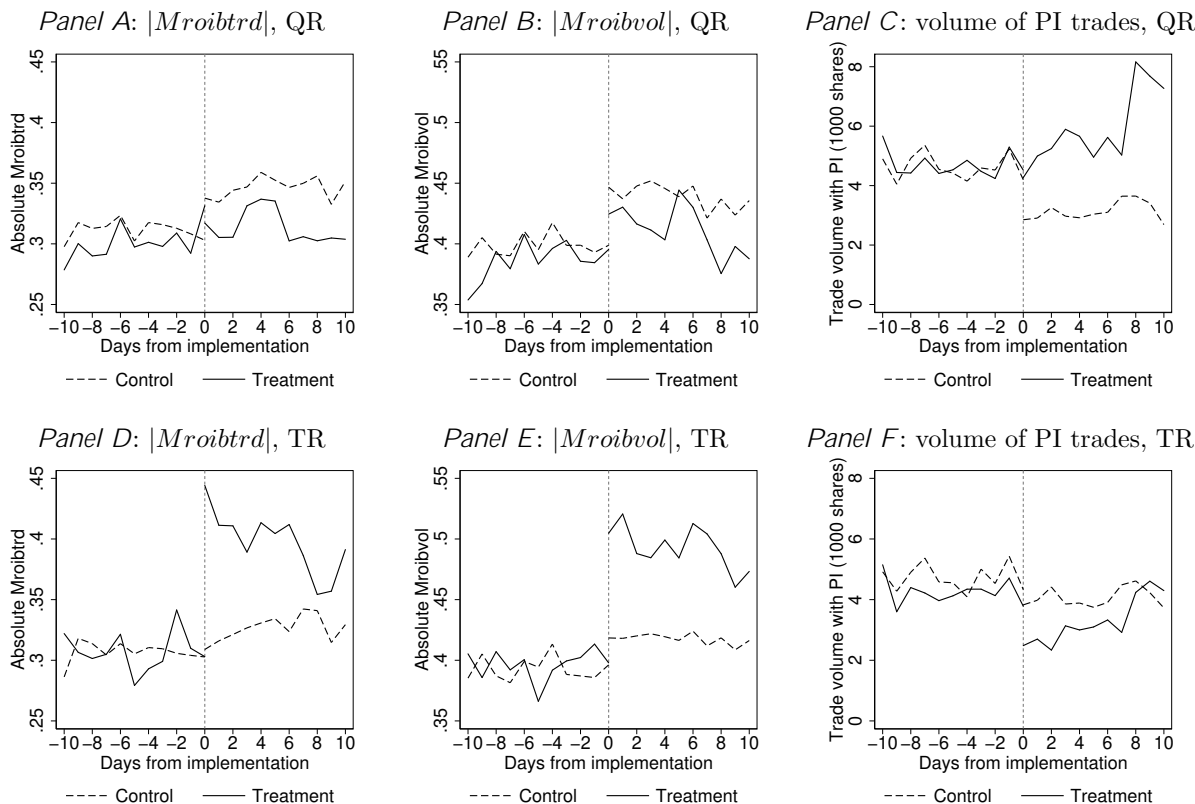 Panel A: |Mroibtrd|, QR
Absolute Mroibtrd
.45
.4
.35
.3
.25
−10 −8 −6 −4 −2 0 2 4 6 8 10
Days from implementation
Control Treatment
Panel B: |Mroibvol|, QR
Absolute Mroibvol
.55
.5
.45
.4
.35
−10 −8 −6 −4 −2 0 2 4 6 8 10
Days from implementation
Control Treatment
Panel C: volume of PI trades, QR
Trade volume with PI (1000 shares)
8
6
4
2
0
−10 −8 −6 −4 −2 0 2 4 6 8 10
Days from implementation
Control Treatment
Panel D: |Mroibtrd|, TR
Absolute Mroibtrd
.45
.4
.35
.3
.25
−10 −8 −6 −4 −2 0 2 4 6 8 10
Days from implementation
Control Treatment
Panel E: |Mroibvol|, TR
Absolute Mroibvol
.55
.5
.45
.4
.35
−10 −8 −6 −4 −2 0 2 4 6 8 10
Days from implementation
Control Treatment
Panel F: volume of PI trades, TR
Trade volume with PI (1000 shares)
8
6
4
2
0
−10 −8 −6 −4 −2 0 2 4 6 8 10
Days from implementation
Control Treatment